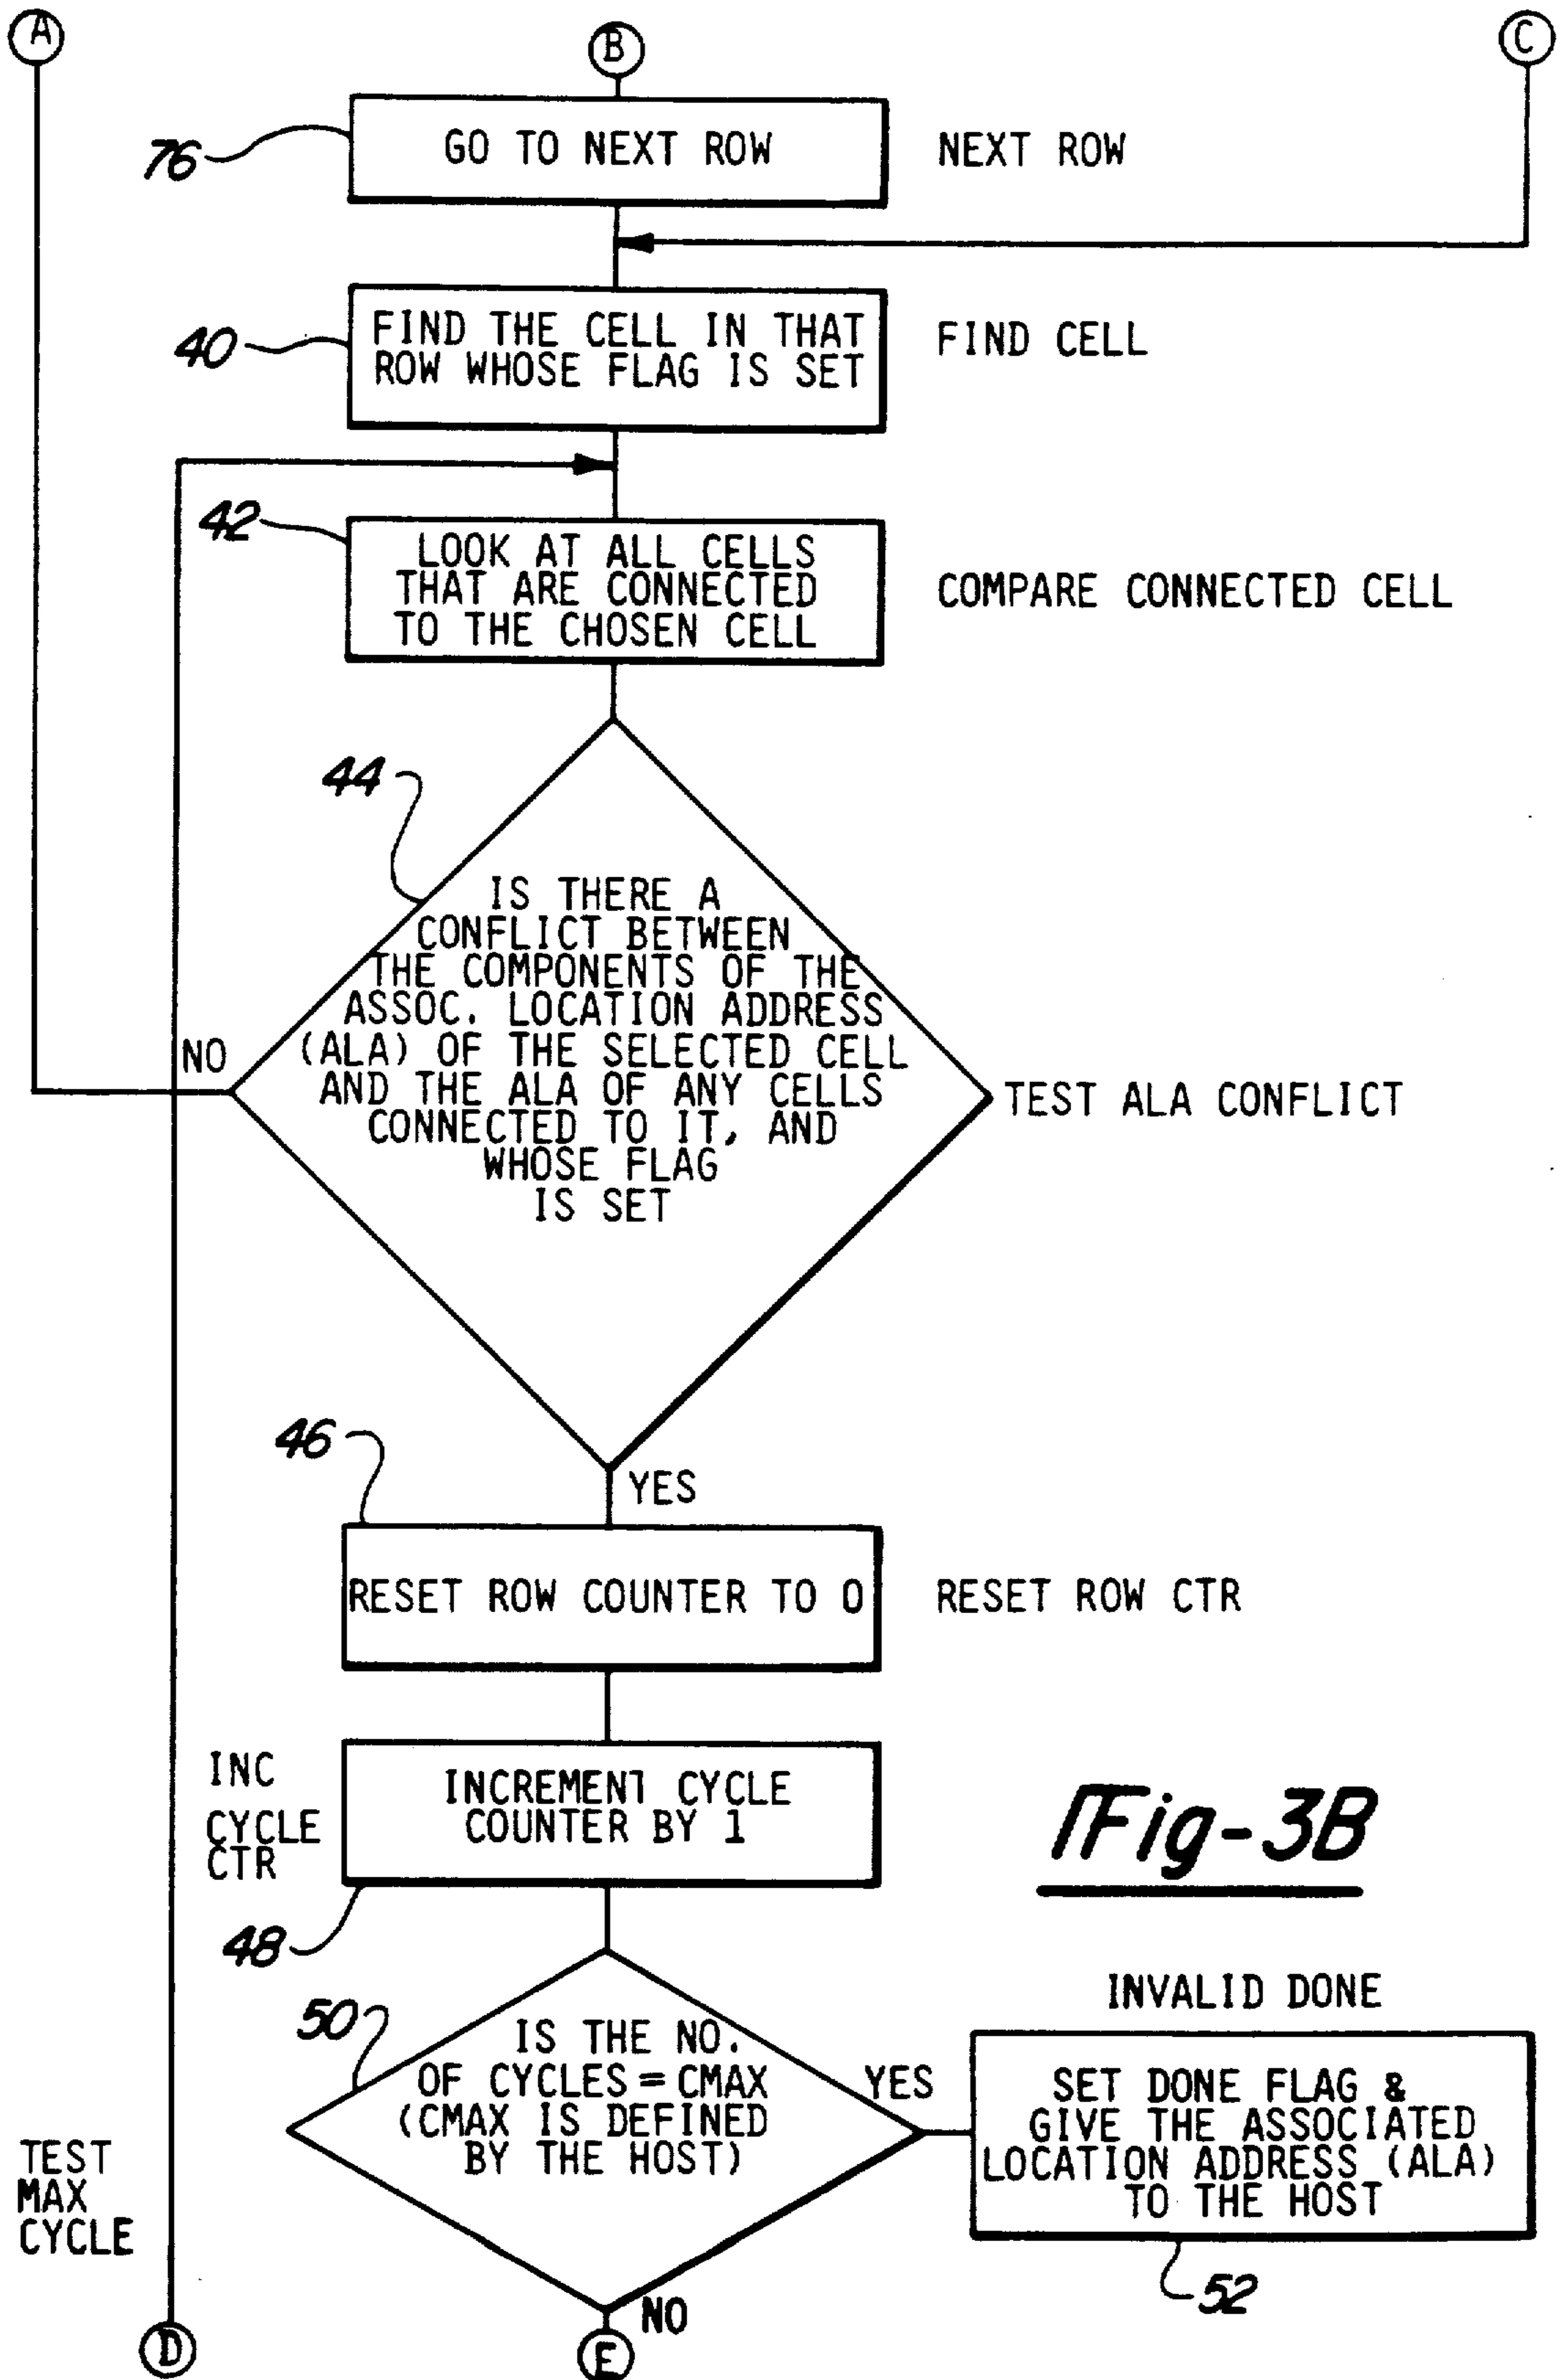 A
B
C
76
GO TO NEXT ROW
NEXT ROW
40
FIND THE CELL IN THAT
ROW WHOSE FLAG IS SET
FIND CELL
42
LOOK AT ALL CELLS
THAT ARE CONNECTED
TO THE CHOSEN CELL
COMPARE CONNECTED CELL
44
IS THERE A
CONFLICT BETWEEN
THE COMPONENTS OF THE
ASSOC. LOCATION ADDRESS
(ALA) OF THE SELECTED CELL
AND THE ALA OF ANY CELLS
CONNECTED TO IT, AND
WHOSE FLAG
IS SET
NO
TEST ALA CONFLICT
YES
46
RESET ROW COUNTER TO 0
RESET ROW CTR
INC
CYCLE
CTR
INCREMENT CYCLE
COUNTER BY 1
48
Fig-3B
50
IS THE NO.
OF CYCLES = CMAX
(CMAX IS DEFINED
BY THE HOST)
YES
INVALID DONE
SET DONE FLAG &
GIVE THE ASSOCIATED
LOCATION ADDRESS (ALA)
TO THE HOST
52
TEST
MAX
CYCLE
NO
D
E